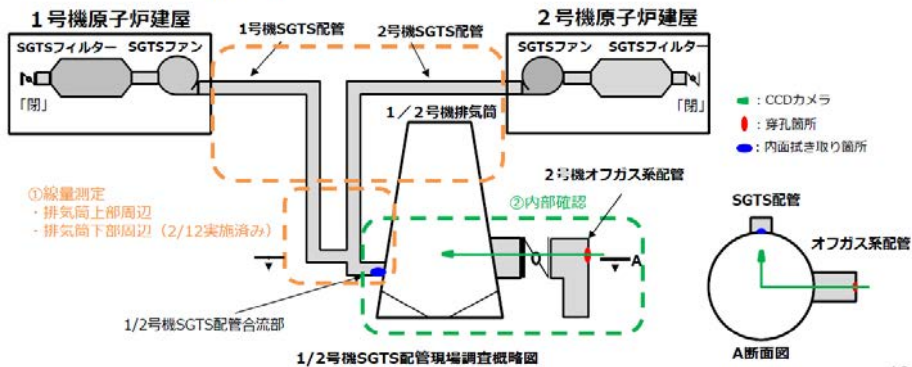 1号機原子炉建屋
SGTSフィルター SGTSファン
「閉」
1号機SGTS配管
2号機SGTS配管
2号機原子炉建屋
SGTSファン SGTSフィルター
「閉」
1/2号機排気筒
:CCDカメラ
:穿孔箇所
:内面拭き取り箇所
①線量測定
・排気筒上部周辺
・排気筒下部周辺(2/12実施済み)
2号機オフガス系配管
②内部確認
A
SGTS配管
オフガス系配管
A断面図
1/2号機SGTS配管合流部
1/2号機SGTS配管現場調査概略図